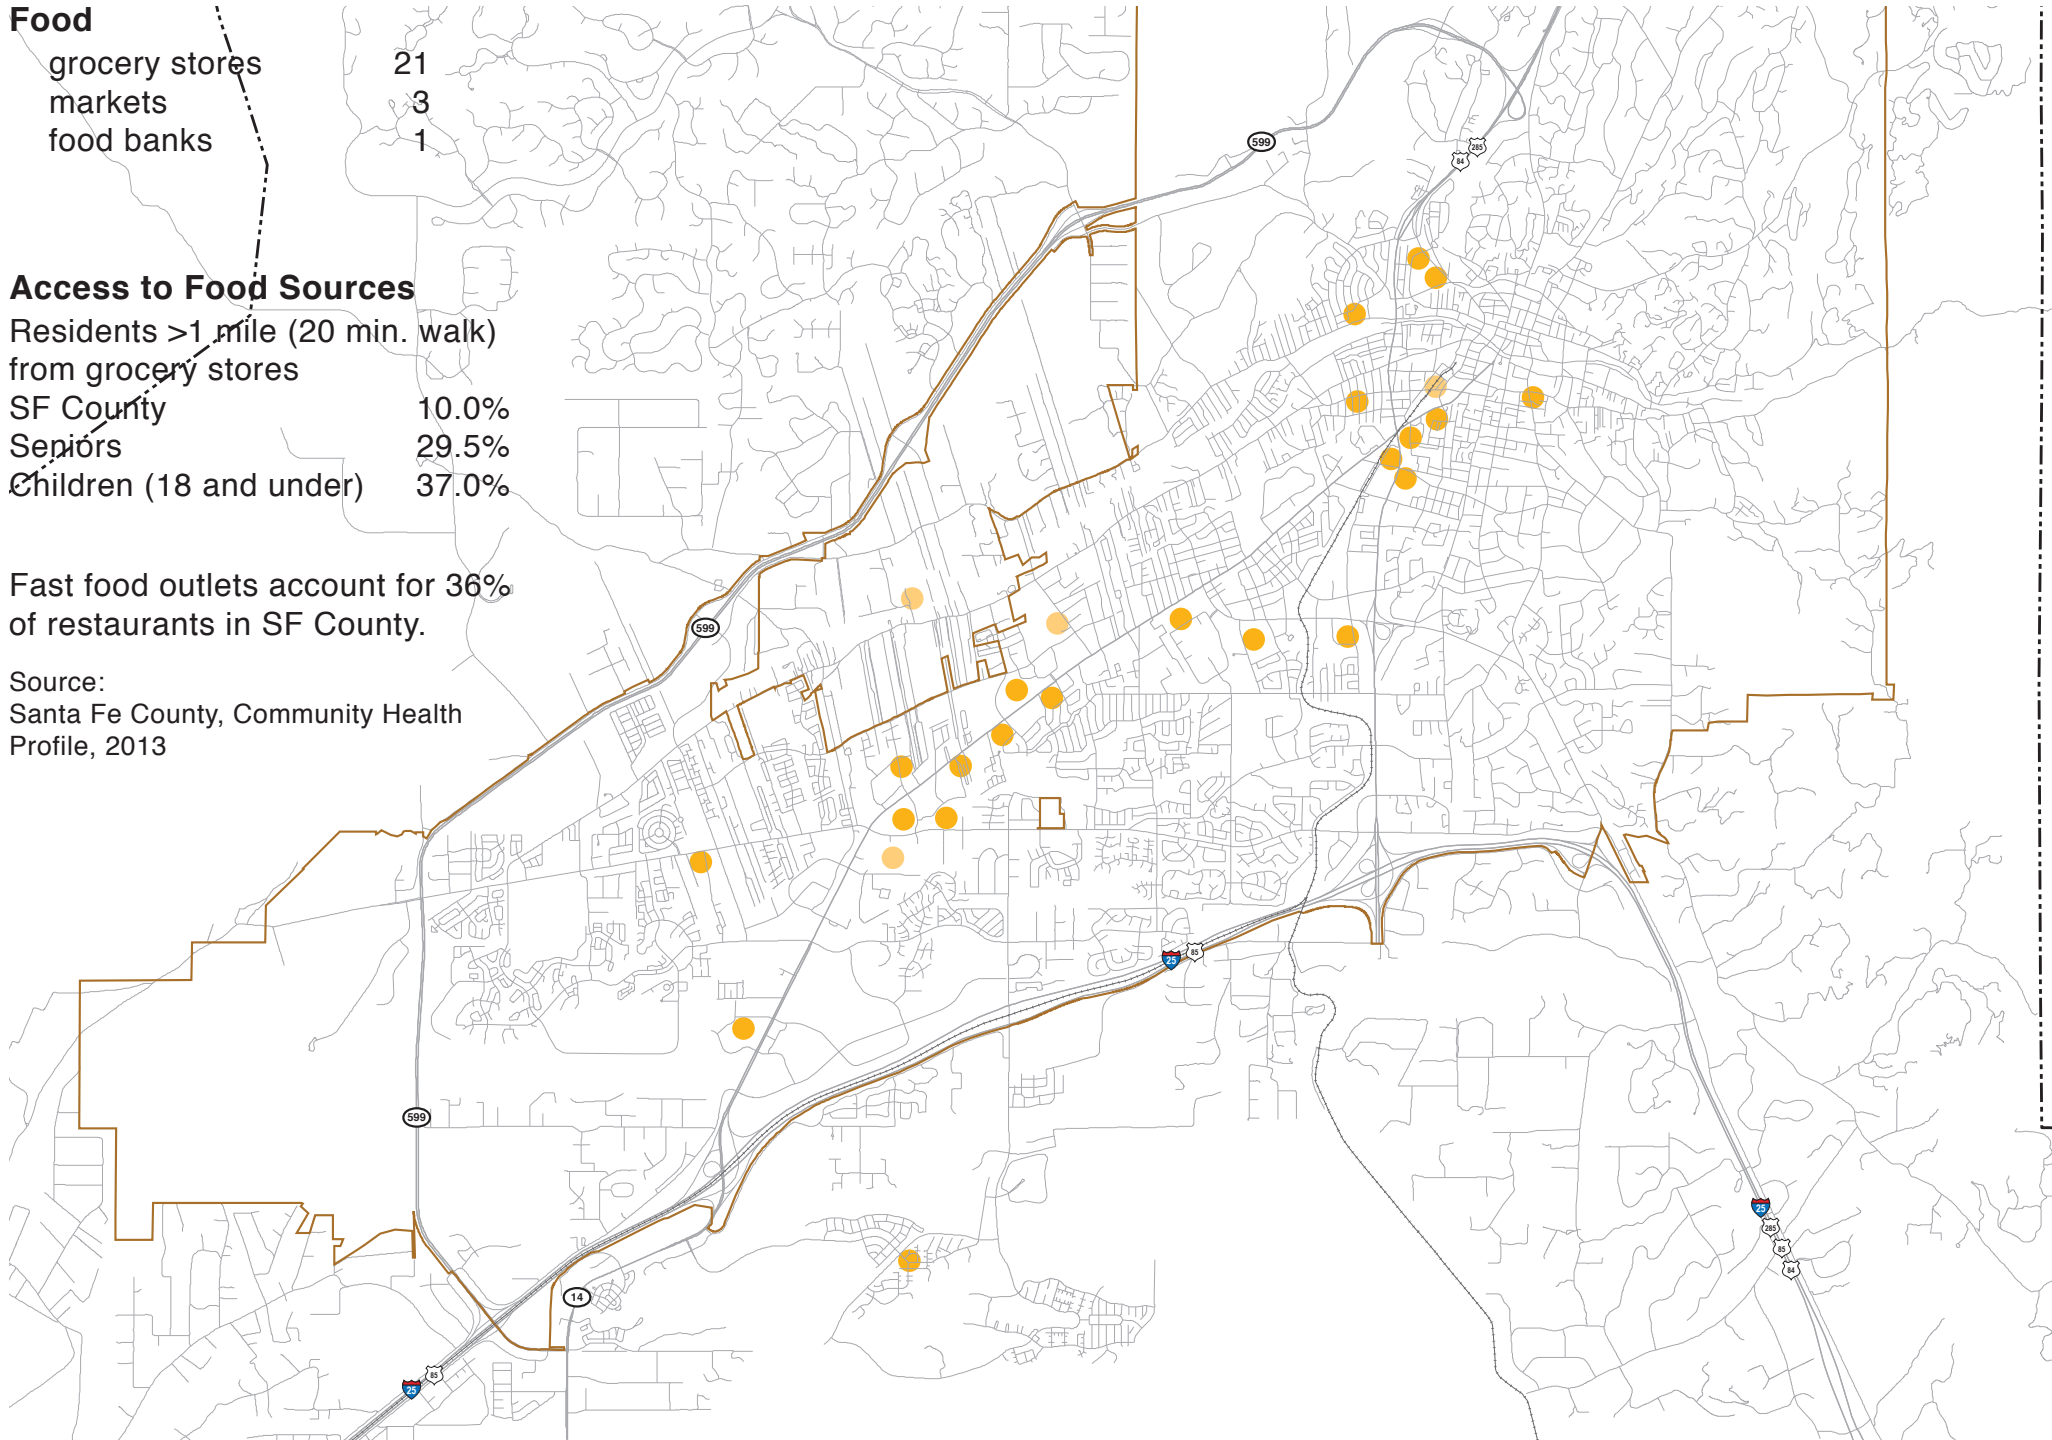 Food
grocery stores 21
markets 3
food banks 1
Access to Food Sources
Residents >1 mile (20 min. walk)
from grocery stores
SF County 10.0%
Seniors 29.5%
Children (18 and under) 37.0%
Fast food outlets account for 36%
of restaurants in SF County.
Source:
Santa Fe County, Community Health
Profile, 2013
599
285
84
599
85
25
599
25
285
85
84
14
85
25